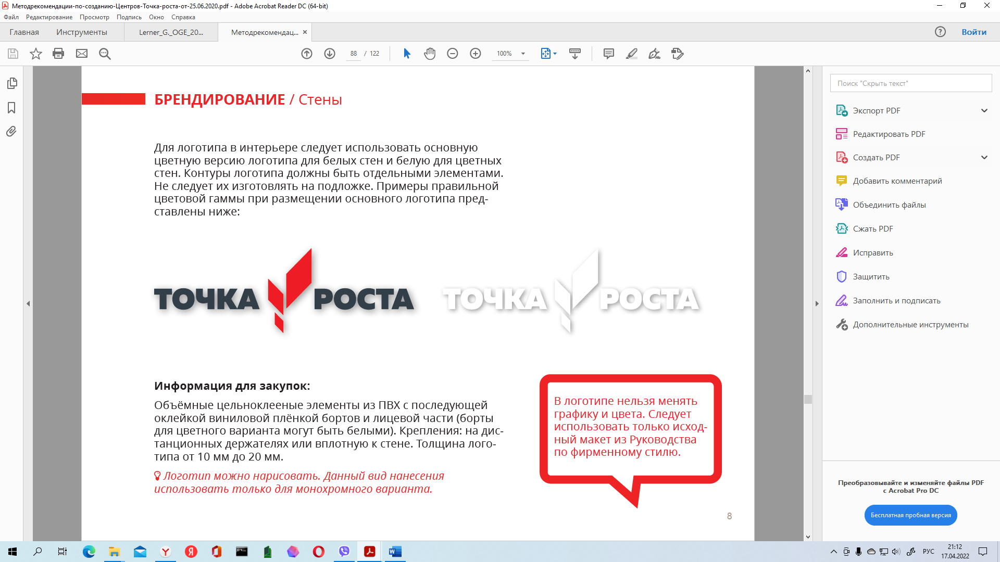 Методрекомендации-по-созданию-Центров-Точка-роста-от-25.06.2020.pdf - Adobe Acrobat Reader DC (64-bit)
Файл Редактирование Просмотр Подпись Окно Справка
Главная Инструменты Lerner_G._OGE_20... Методрекомендац... ×
? Войти
88 / 122 100%
БРЕНДИРОВАНИЕ / Стены
Для логотипа в интерьере следует использовать основную
цветную версию логотипа для белых стен и белую для цветных
стен. Контуры логотипа должны быть отдельными элементами.
Не следует их изготовлять на подложке. Примеры правильной
цветовой гаммы при размещении основного логотипа пред-
ставлены ниже:
ТОЧКА РОСТА
ТОЧКА РОСТА
Информация для закупок:
Объёмные цельноклееные элементы из ПВХ с последующей
оклейкой виниловой плёнкой бортов и лицевой части (борты
для цветного варианта могут быть белыми). Крепления: на дис-
танционных держателях или вплотную к стене. Толщина лого-
типа от 10 мм до 20 мм.
Логотип можно нарисовать. Данный вид нанесения
использовать только для монохромного варианта.
В логотипе нельзя менять
графику и цвета. Следует
использовать только исход-
ный макет из Руководства
по фирменному стилю.
8
Поиск "Скрыть текст"
Экспорт PDF
Редактировать PDF
Создать PDF
Добавить комментарий
Объединить файлы
Сжать PDF
Исправить
Защитить
Заполнить и подписать
Дополнительные инструменты
Преобразовывайте и изменяйте файлы PDF
с Acrobat Pro DC
Бесплатная пробная версия
РУС
21:12
17.04.2022